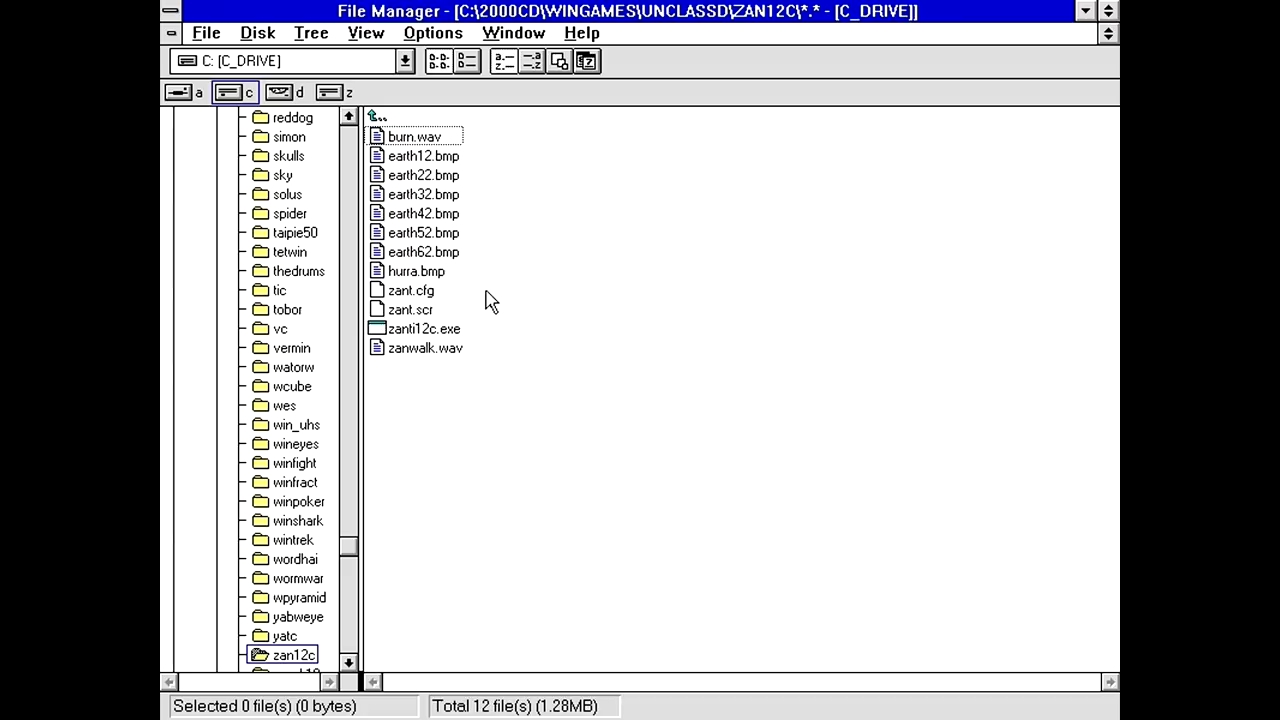 File Manager - [C:\2000CD\WINGAMES\UNCLASSD\ZAN12C\*.* - [C_DRIVE]]
File Disk Tree View Options Window Help
C: [C_DRIVE]
a c d z
reddog
simon
skulls
sky
solus
spider
taipie50
tetwin
thedrums
tic
tobor
vc
vermin
watorw
wcube
wes
win_uhs
wineyes
winfight
winfract
winpoker
winshark
wintrek
wordhai
wormwar
wpyramid
yabweye
yatc
zan12c
..
burn.wav
earth12.bmp
earth22.bmp
earth32.bmp
earth42.bmp
earth52.bmp
earth62.bmp
hurra.bmp
zant.cfg
zant.scr
zanti12c.exe
zanwalk.wav
Selected 0 file(s) (0 bytes)
Total 12 file(s) (1.28MB)